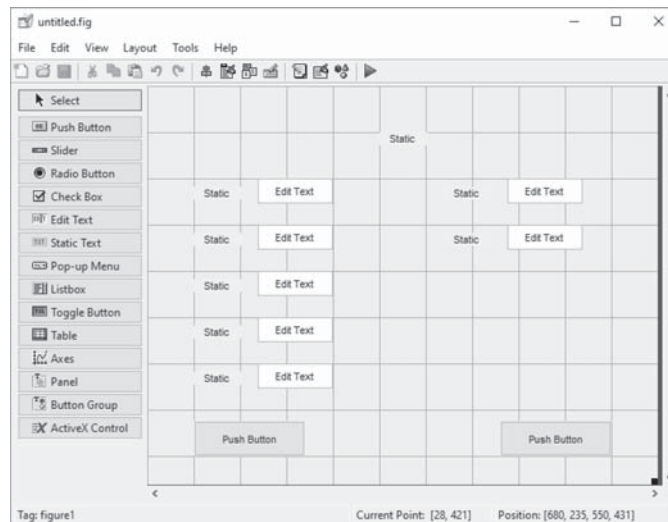 untitled.fig
File Edit View Layout Tools Help
Select
Push Button
Slider
Radio Button
Check Box
Edit Text
Static Text
Pop-up Menu
Listbox
Toggle Button
Table
Axes
Panel
Button Group
ActiveX Control
Static
Static Edit Text Static Edit Text
Static Edit Text Static Edit Text
Static Edit Text
Static Edit Text
Static Edit Text
Push Button Push Button
Tag: figure1 Current Point: [28, 421] Position: [680, 235, 550, 431]